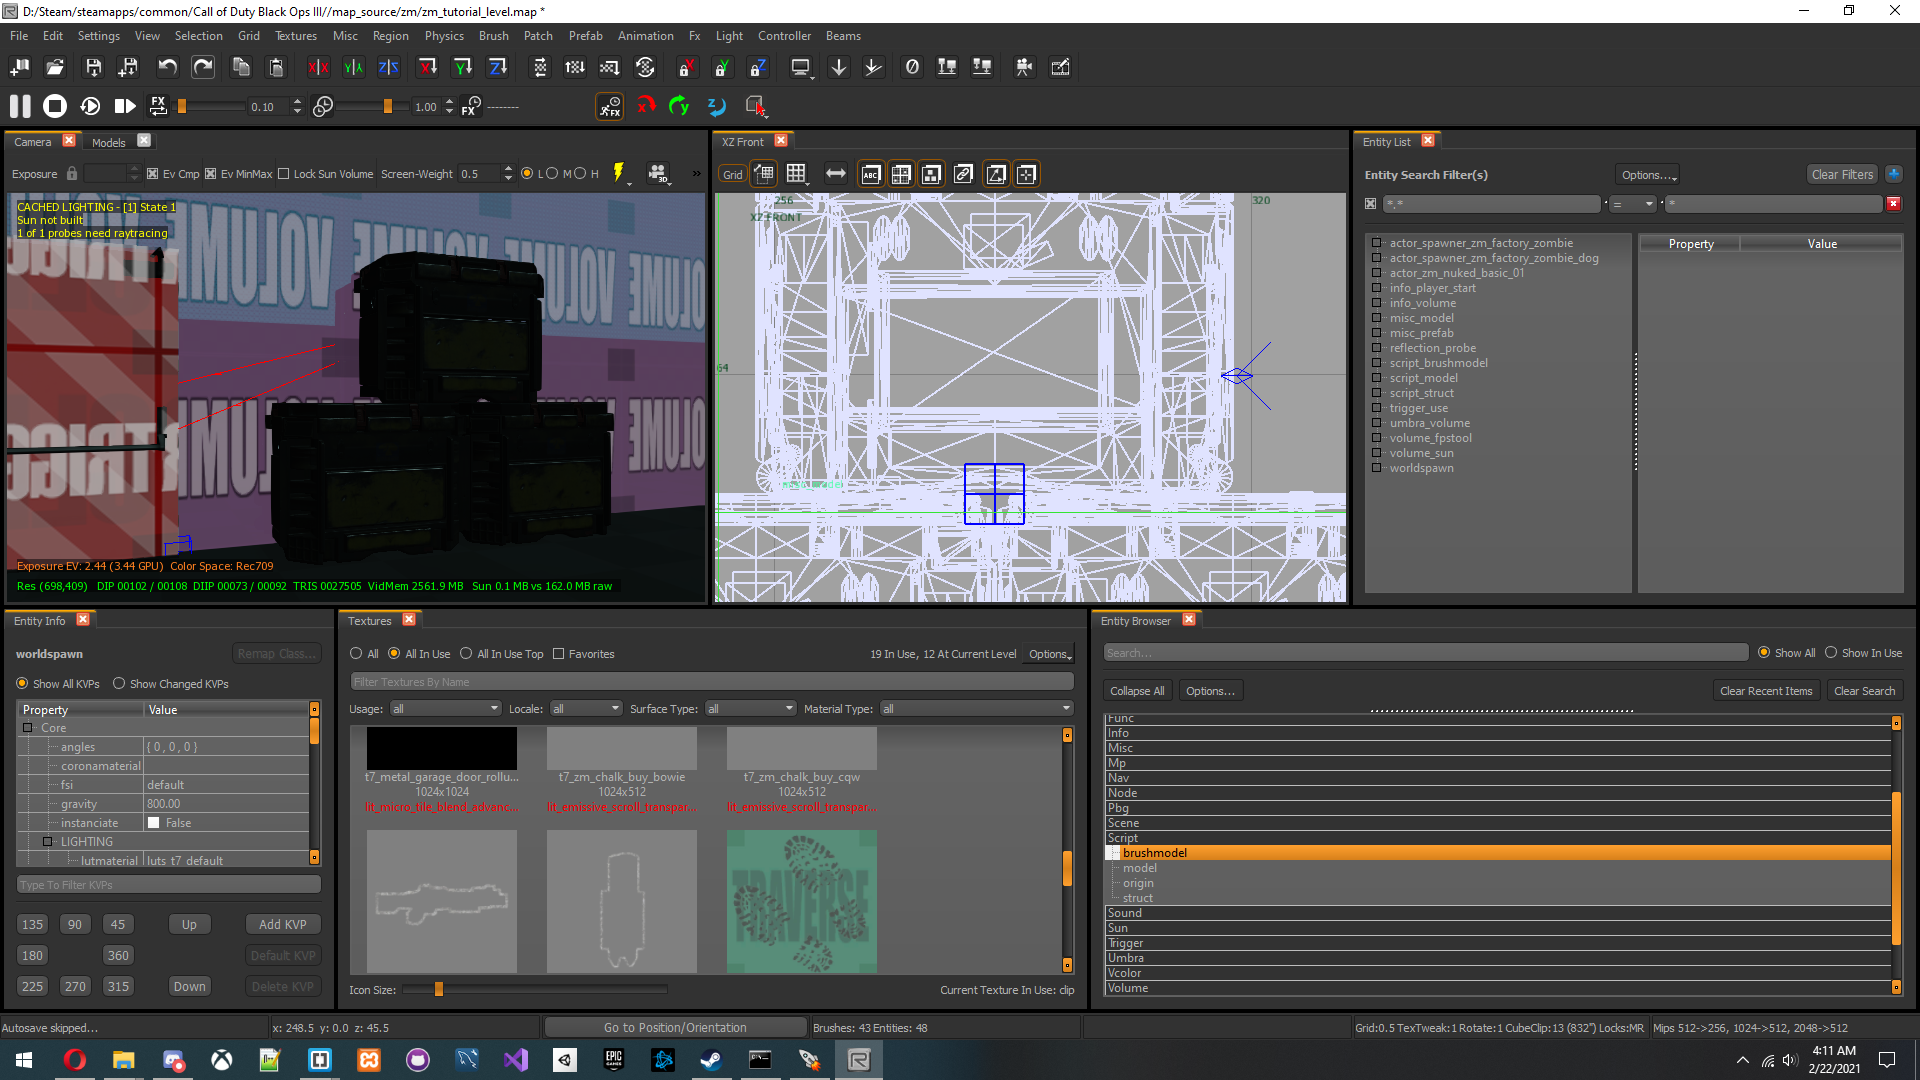 D:/Steam/steamapps/common/Call of Duty Black Ops III//map_source/zm/zm_tutorial_level.map *
File Edit Settings View Selection Grid Textures Misc Region Physics Brush Patch Prefab Animation Fx Light Controller Beams
FX 0.10 1.00 FX --------
Camera Models
Exposure Ev Cmp Ev MinMax Lock Sun Volume Screen-Weight 0.5 L M H
CACHED LIGHTING - [1] State 1
Sun not built
1 of 1 probes need raytracing
VOLUME VOLUME VOLUME
Exposure EV: 2.44 (3.44 GPU) Color Space: Rec709
Res (698,409) DIP 00102 / 00108 DIIP 00073 / 00092 TRIS 0027505 VidMem 2561.9 MB Sun 0.1 MB vs 162.0 MB raw
XZ Front
Grid ABC
256 320
XZ FRONT
64
Entity List
Entity Search Filter(s) Options... Clear Filters
*.* = *
actor_spawner_zm_factory_zombie
actor_spawner_zm_factory_zombie_dog
actor_zm_nuked_basic_01
info_player_start
info_volume
misc_model
misc_prefab
reflection_probe
script_brushmodel
script_model
script_struct
trigger_use
umbra_volume
volume_fpstool
volume_sun
worldspawn
Property Value
Entity Info
worldspawn Remap Class...
Show All KVPs Show Changed KVPs
Property Value
Core
angles { 0 , 0 , 0 }
coronamaterial
fsi default
gravity 800.00
instanciate False
LIGHTING
lutmaterial luts_t7_default
Type To Filter KVPs
135 90 45 Up Add KVP
180 360 Default KVP
225 270 315 Down Delete KVP
Textures
All All In Use All In Use Top Favorites 19 In Use, 12 At Current Level Options...
Filter Textures By Name
Usage: all Locale: all Surface Type: all Material Type: all
t7_metal_garage_door_rollu... t7_zm_chalk_buy_bowie t7_zm_chalk_buy_cqw
1024x1024 1024x512 1024x512
lit_micro_tile_blend_advanc... lit_emissive_scroll_transpar... lit_emissive_scroll_transpar...
TRAVERSE
Icon Size: Current Texture In Use: clip
Entity Browser
Search... Show All Show In Use
Collapse All Options... Clear Recent Items Clear Search
Func
Info
Misc
Mp
Nav
Node
Pbg
Scene
Script
brushmodel
model
origin
struct
Sound
Sun
Trigger
Umbra
Vcolor
Volume
Autosave skipped... x: 248.5 y: 0.0 z: 45.5 Go to Position/Orientation Brushes: 43 Entities: 48 Grid:0.5 TexTweak:1 Rotate:1 CubeClip:13 (832") Locks:MR Mips 512->256, 1024->512, 2048->512
EPIC GAMES
4:11 AM
2/22/2021